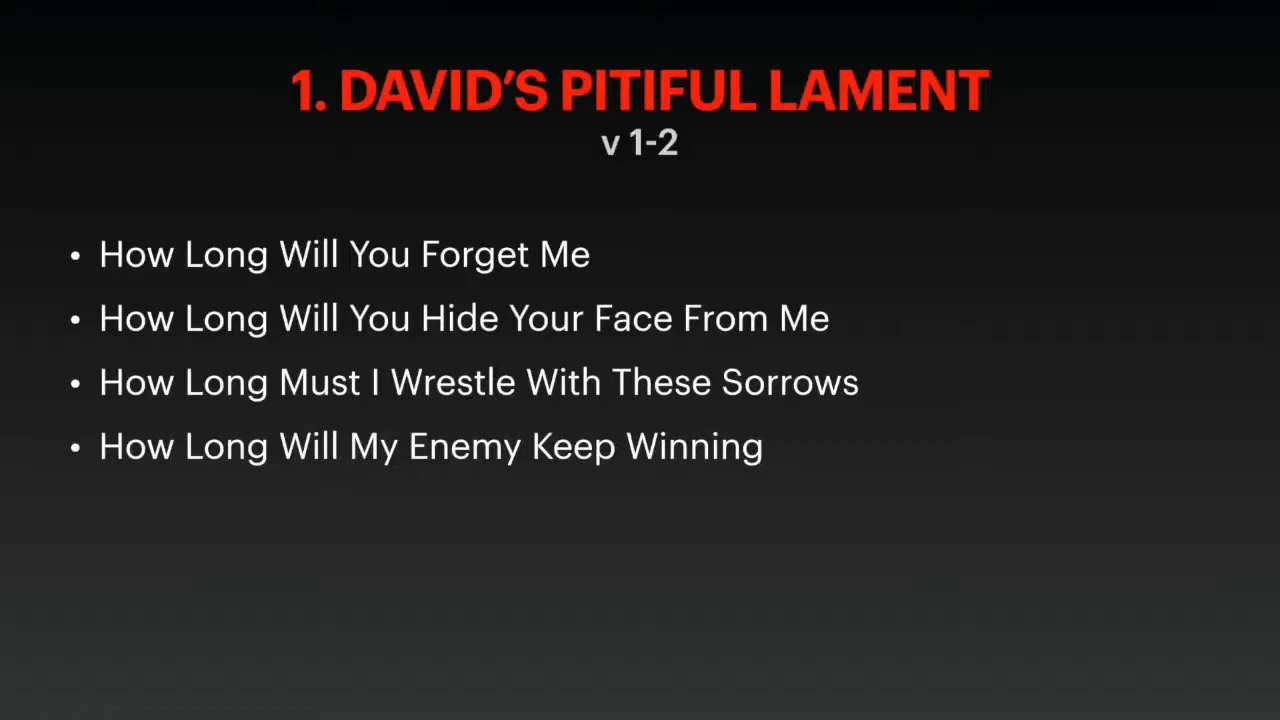 1. DAVID’S PITIFUL LAMENT
v 1-2
• How Long Will You Forget Me
• How Long Will You Hide Your Face From Me
• How Long Must I Wrestle With These Sorrows
• How Long Will My Enemy Keep Winning